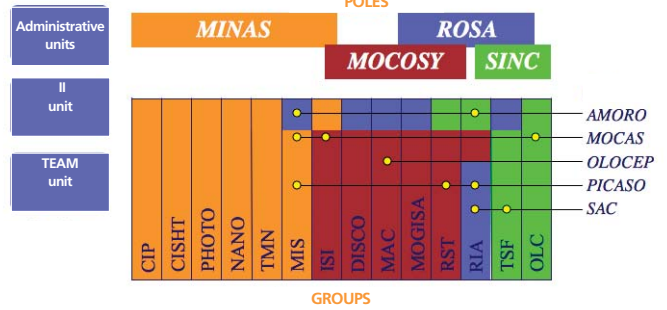 POLES
Administrative
units
MINAS
ROSA
MOCOSY
SINC
II
unit
AMORO
MOCAS
TEAM
unit
OLOCEP
PICASO
SAC
CIP
CISHT
PHOTO
NANO
TMN
MIS
ISI
DISCO
MAC
MOGISA
RST
RIA
TSF
OLC
GROUPS